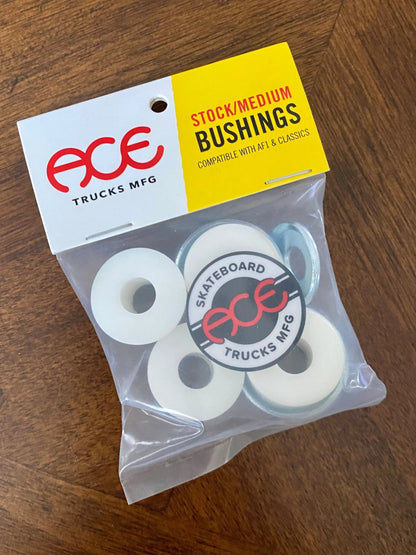 ACE
TRUCKS MFG
STOCK/MEDIUM
BUSHINGS
COMPATIBLE WITH AF1 & CLASSICS
SKATEBOARD
ACE
TRUCKS MFG